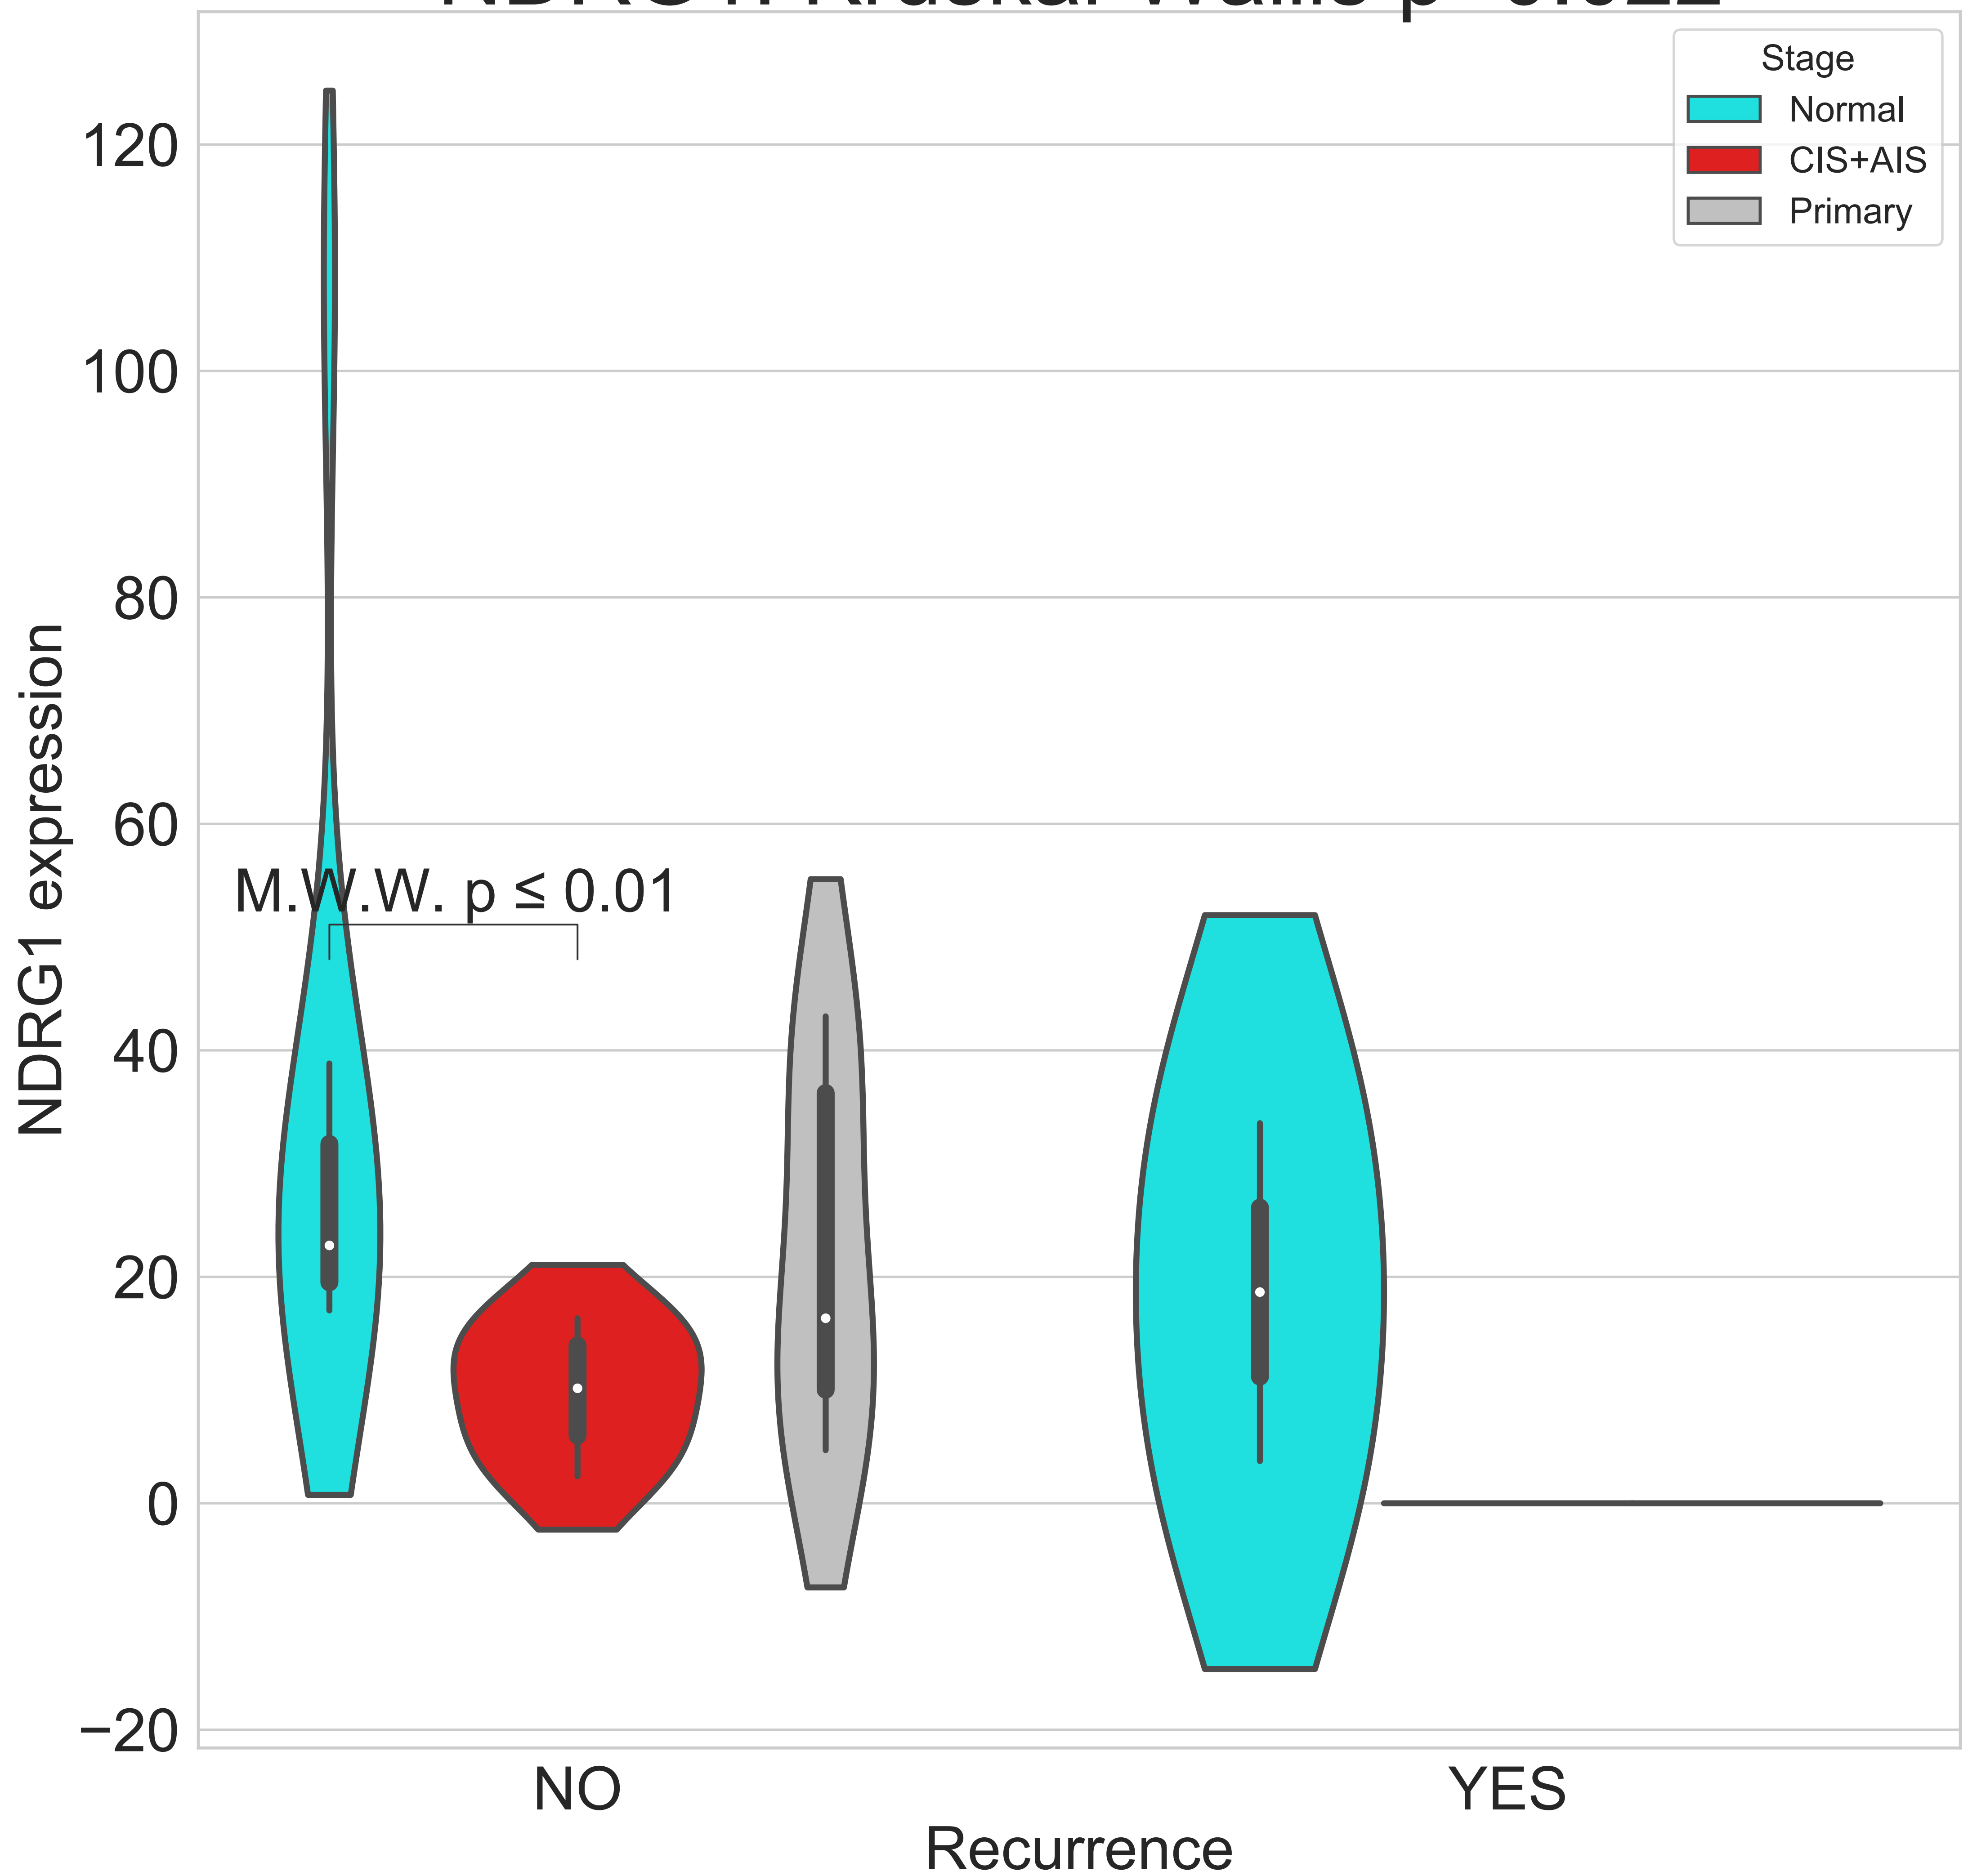 Stage
Normal
CIS+AIS
Primary
120
100
80
60
40
20
0
−20
NDRG1 expression
M.W.W. p ≤ 0.01
NO
YES
Recurrence